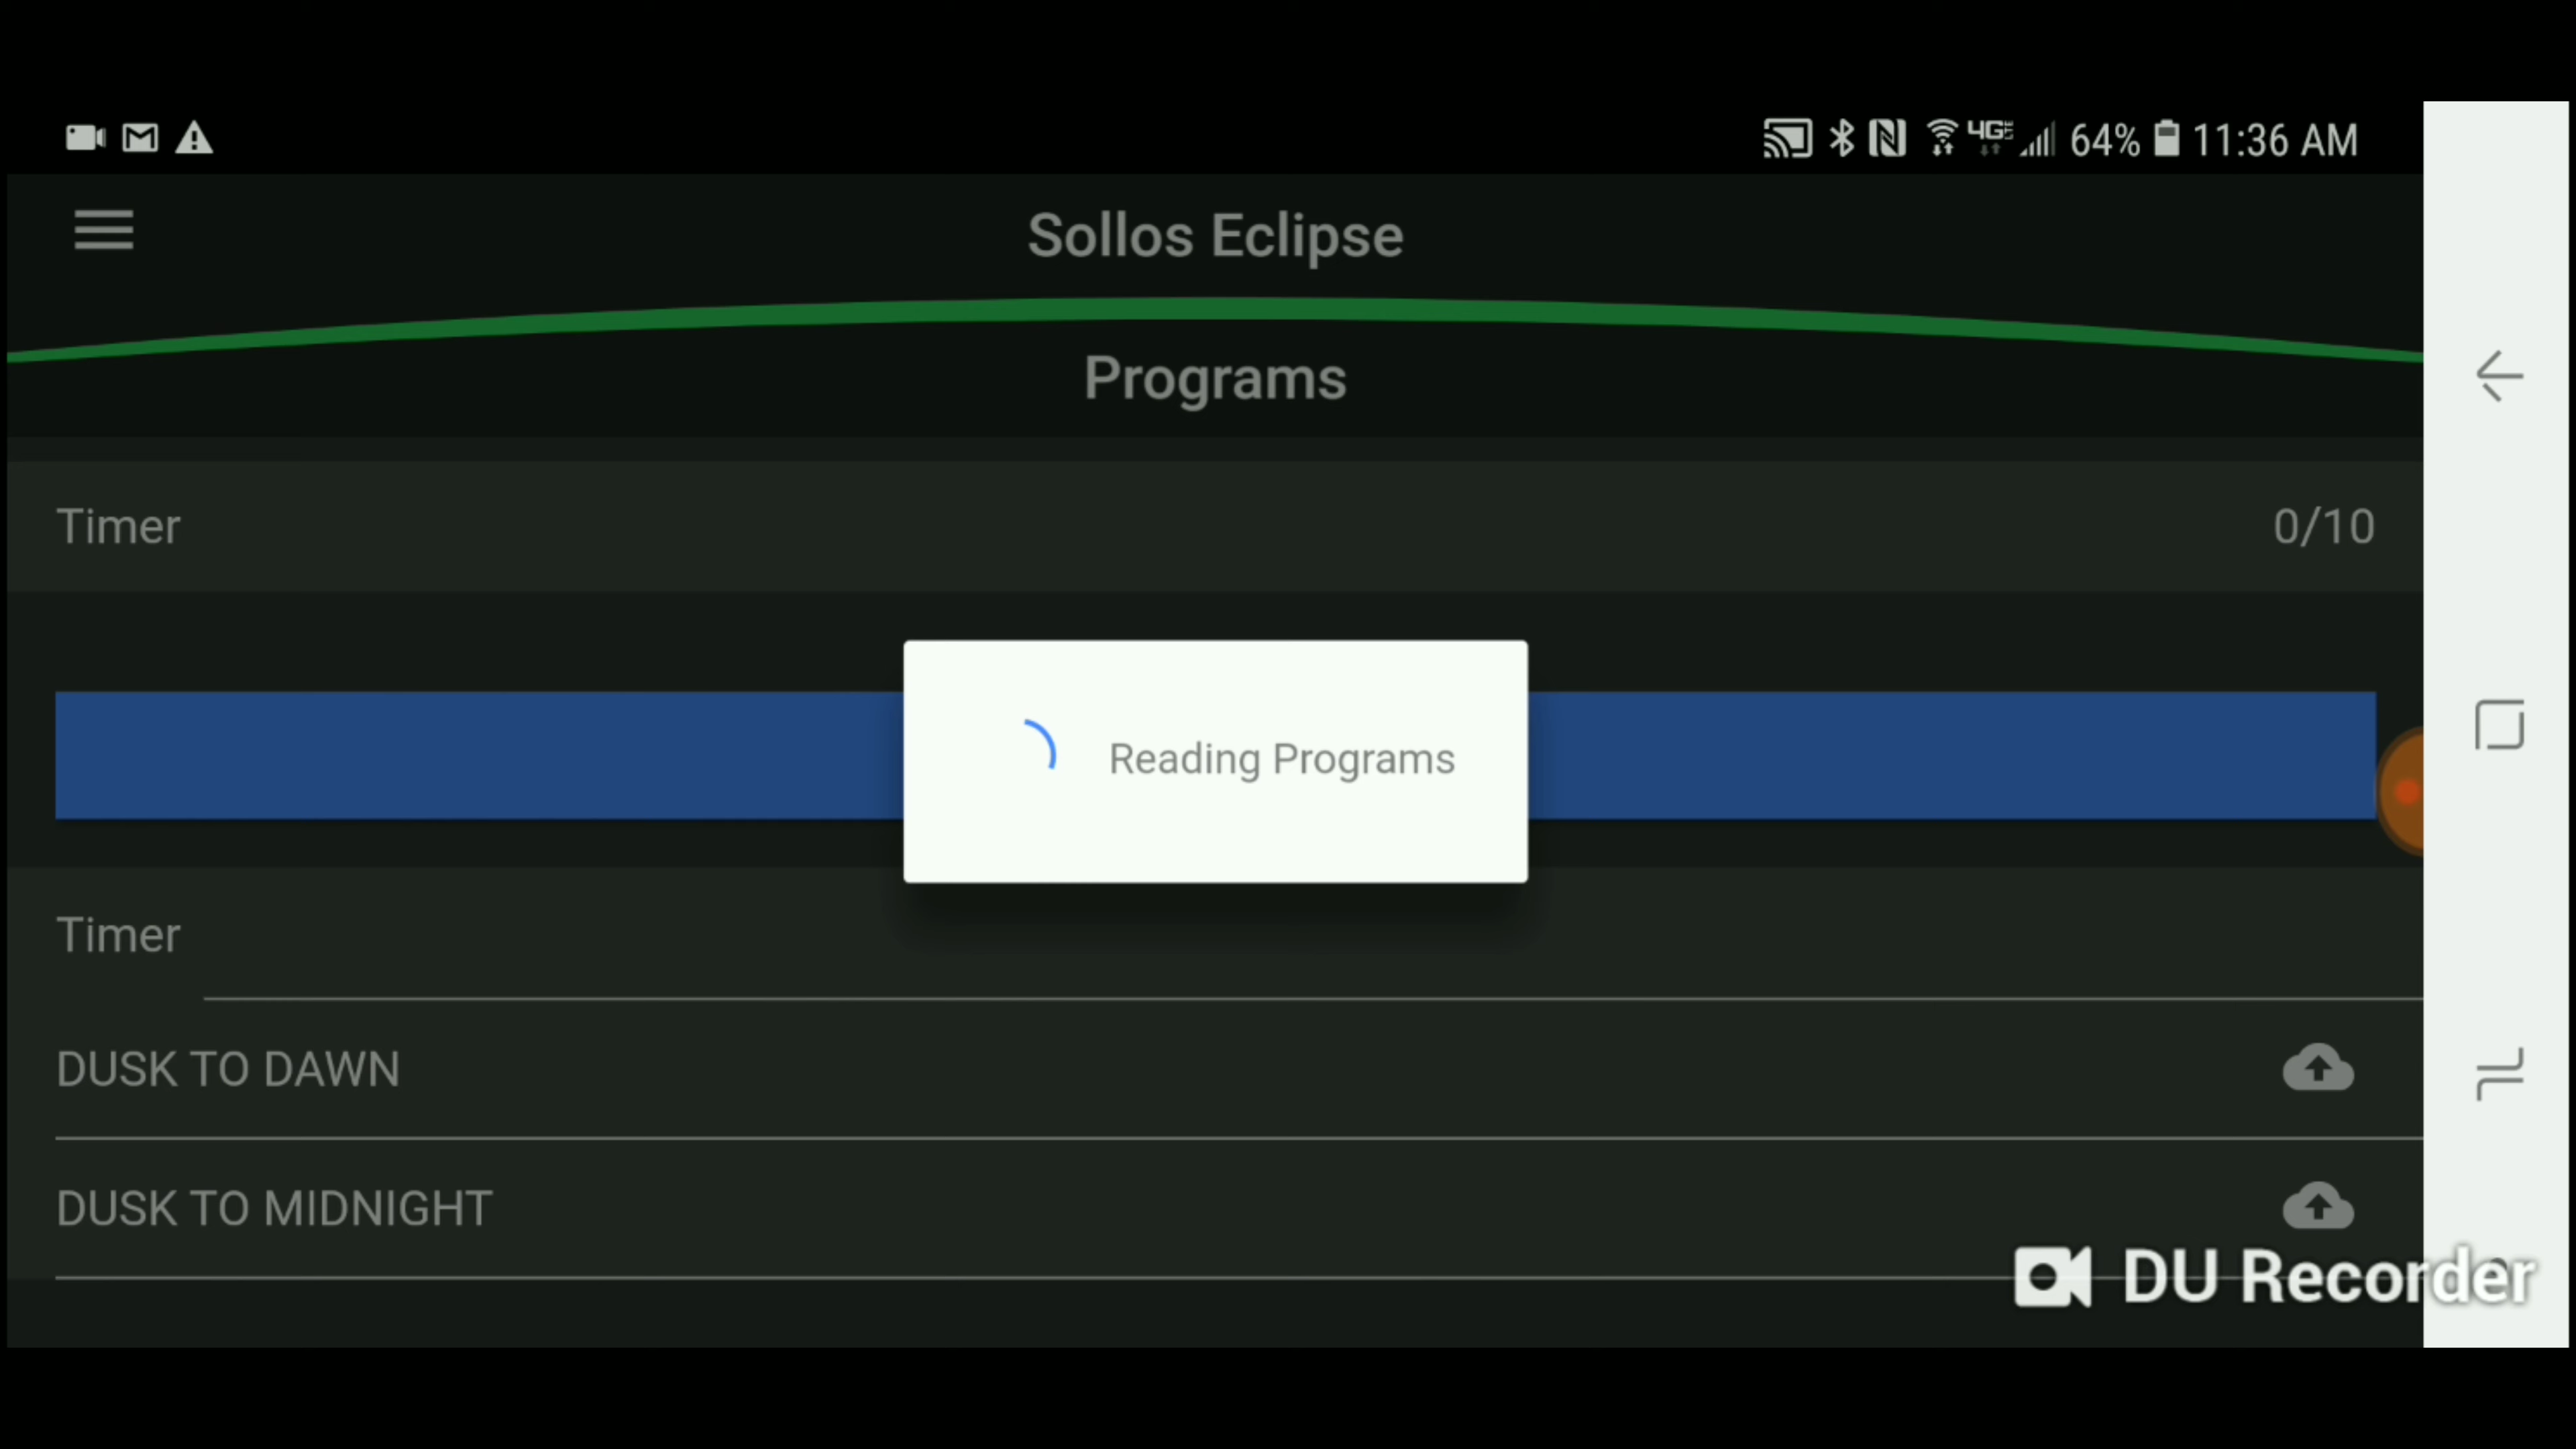 64% 11:36 AM
Sollos Eclipse
Programs
Timer 0/10
Reading Programs
Timer
DUSK TO DAWN
DUSK TO MIDNIGHT
DU Recorder